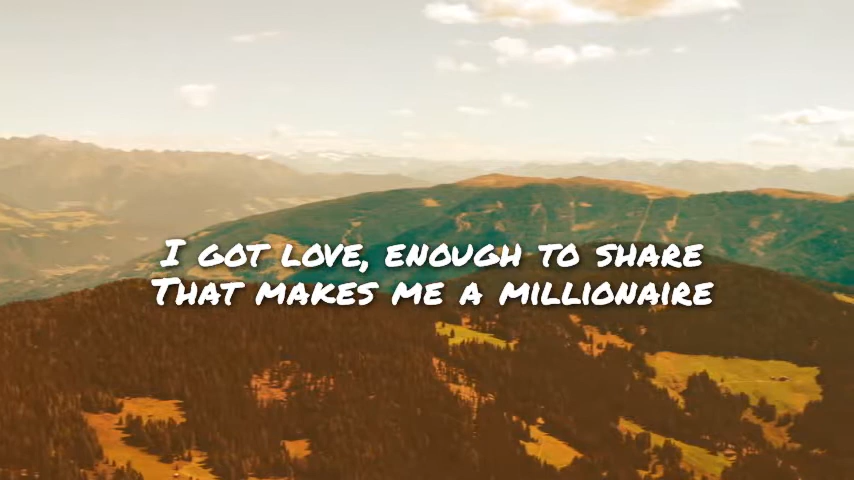 I GOT LOVE, ENOUGH TO SHARE
THAT MAKES ME A MILLIONAIRE